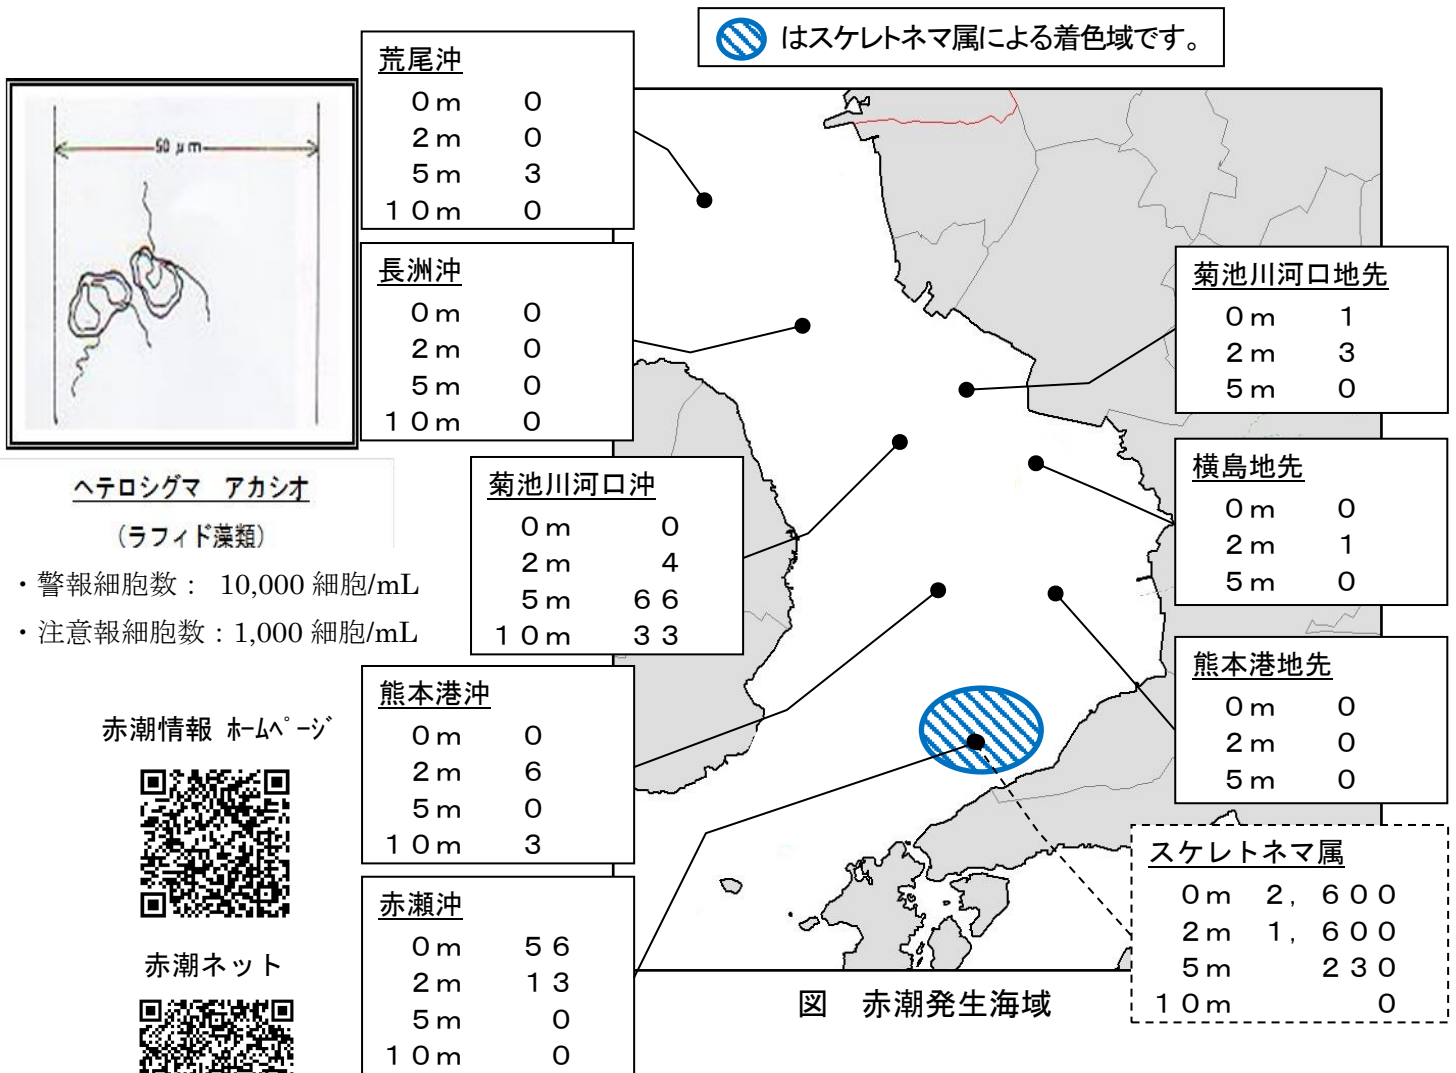 はスケレトネマ属による着色域です。
50 μm
ヘテロシグマ アカシオ
（ラフィド藻類）
・警報細胞数： 10,000 細胞/mL
・注意報細胞数：1,000 細胞/mL
赤潮情報 ﾎｰﾑﾍﾟｰｼﾞ
赤潮ネット
荒尾沖
０ｍ ０
２ｍ ０
５ｍ ３
１０ｍ ０
長洲沖
０ｍ ０
２ｍ ０
５ｍ ０
１０ｍ ０
菊池川河口沖
０ｍ ０
２ｍ ４
５ｍ ６６
１０ｍ ３３
熊本港沖
０ｍ ０
２ｍ ６
５ｍ ０
１０ｍ ３
赤瀬沖
０ｍ ５６
２ｍ １３
５ｍ ０
１０ｍ ０
菊池川河口地先
０ｍ １
２ｍ ３
５ｍ ０
横島地先
０ｍ ０
２ｍ １
５ｍ ０
熊本港地先
０ｍ ０
２ｍ ０
５ｍ ０
スケレトネマ属
０ｍ ２，６００
２ｍ １，６００
５ｍ ２３０
１０ｍ ０
図 赤潮発生海域